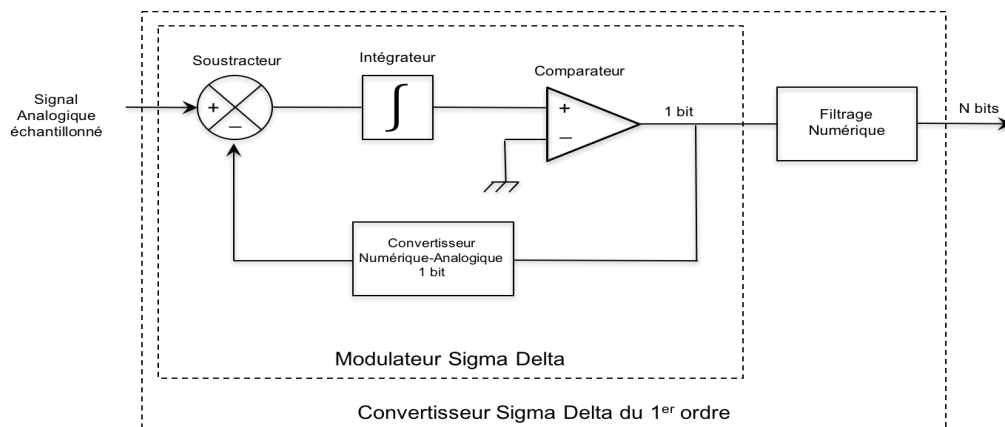 Soustracteur
Intégrateur
Comparateur
Signal
Analogique
échantillonné
+
−
∫
+
−
1 bit
Filtrage
Numérique
N bits
Convertisseur
Numérique-Analogique
1 bit
Modulateur Sigma Delta
Convertisseur Sigma Delta du 1er ordre